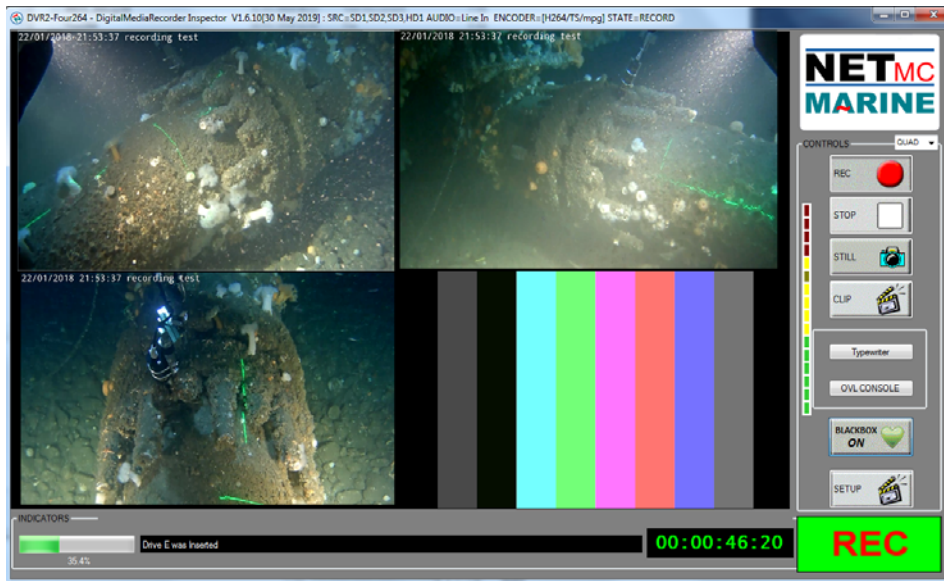 DVR2-Four264 - DigitalMediaRecorder Inspector V1.6.10[30 May 2019] : SRC=SD1,SD2,SD3,HD1 AUDIO=Line In ENCODER=[H264/TS/mpg] STATE=RECORD
22/01/2018 21:53:37 recording test
22/01/2018 21:53:37 recording test
NETMC
MARINE
CONTROLS
QUAD
REC
STOP
STILL
CLIP
22/01/2018 21:53:37 recording test
Typewriter
OVL CONSOLE
BLACKBOX
ON
SETUP
INDICATORS
Drive E was Inserted
00:00:46:20
REC
35.4%